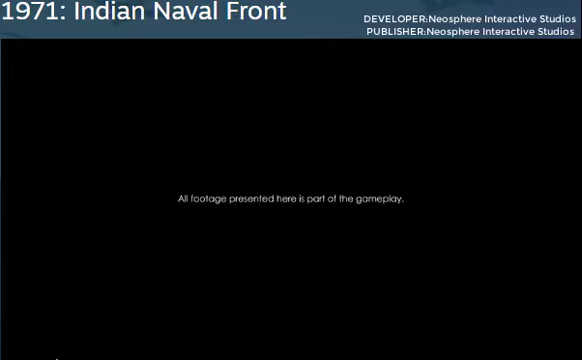 1971: Indian Naval Front
DEVELOPER:Neosphere Interactive Studios
PUBLISHER:Neosphere Interactive Studios
All footage presented here is part of the gameplay.